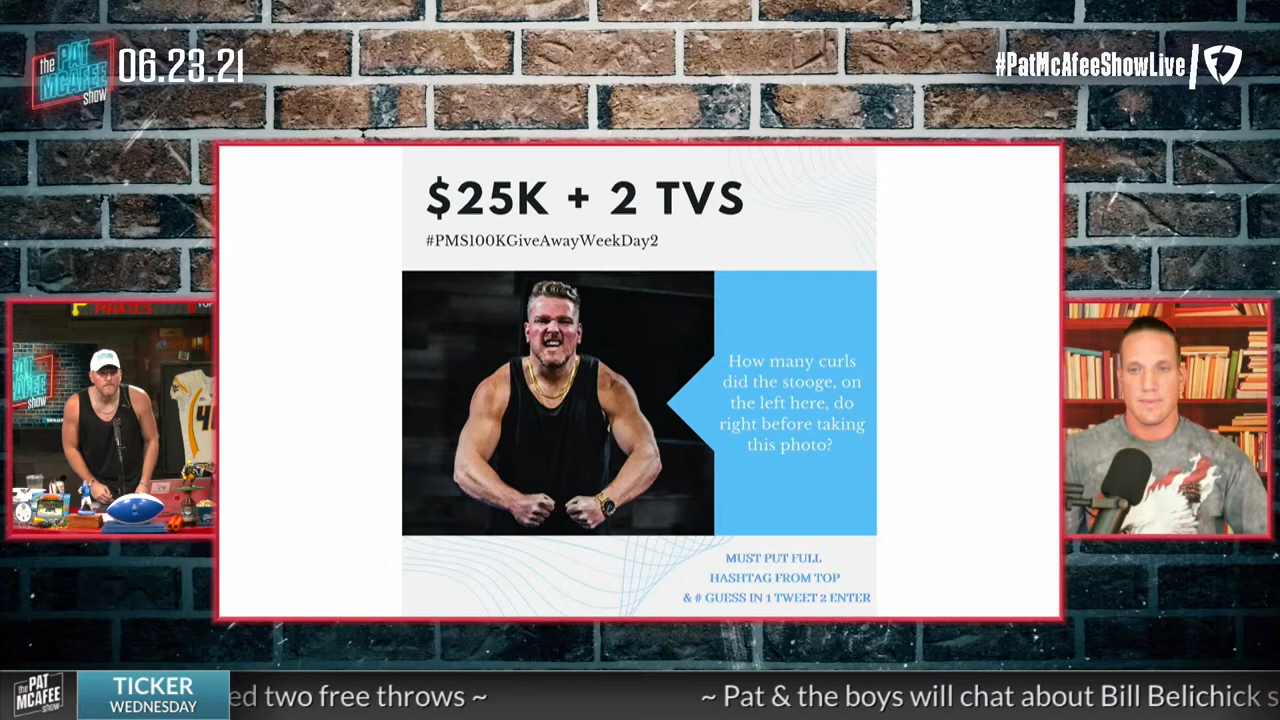 the PAT MCAFEE show
06.23.21
#PatMcAfeeShowLive
$25K + 2 TVS
#PMS100KGiveAwayWeekDay2
How many curls
did the stooge, on
the left here, do
right before taking
this photo?
MUST PUT FULL
HASHTAG FROM TOP
& # GUESS IN 1 TWEET 2 ENTER
PAT
MCAFEE
show
the PAT MCAFEE show
TICKER
WEDNESDAY
ed two free throws ~
~ Pat & the boys will chat about Bill Belichick s